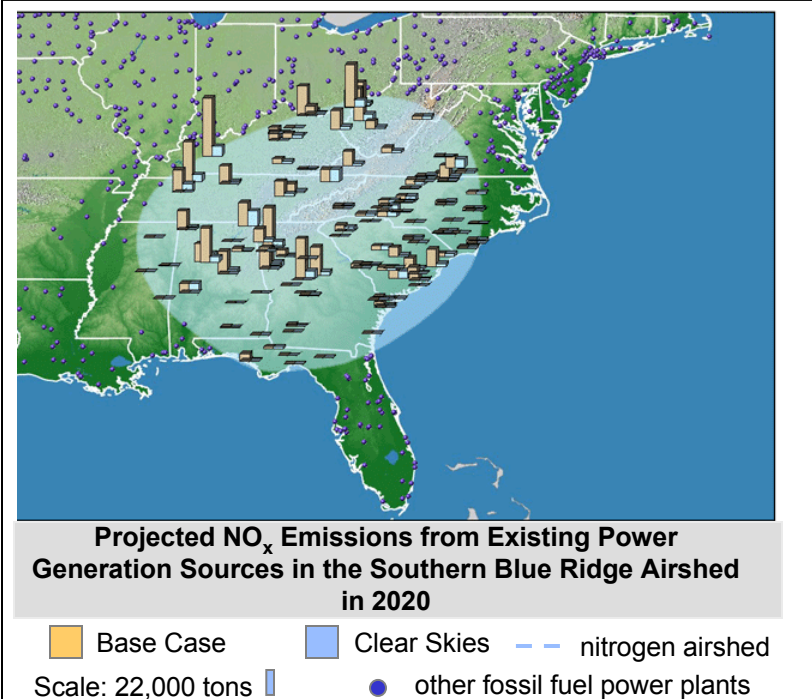 Projected NOx Emissions from Existing Power
Generation Sources in the Southern Blue Ridge Airshed
in 2020
Base Case
Clear Skies
nitrogen airshed
Scale: 22,000 tons
other fossil fuel power plants